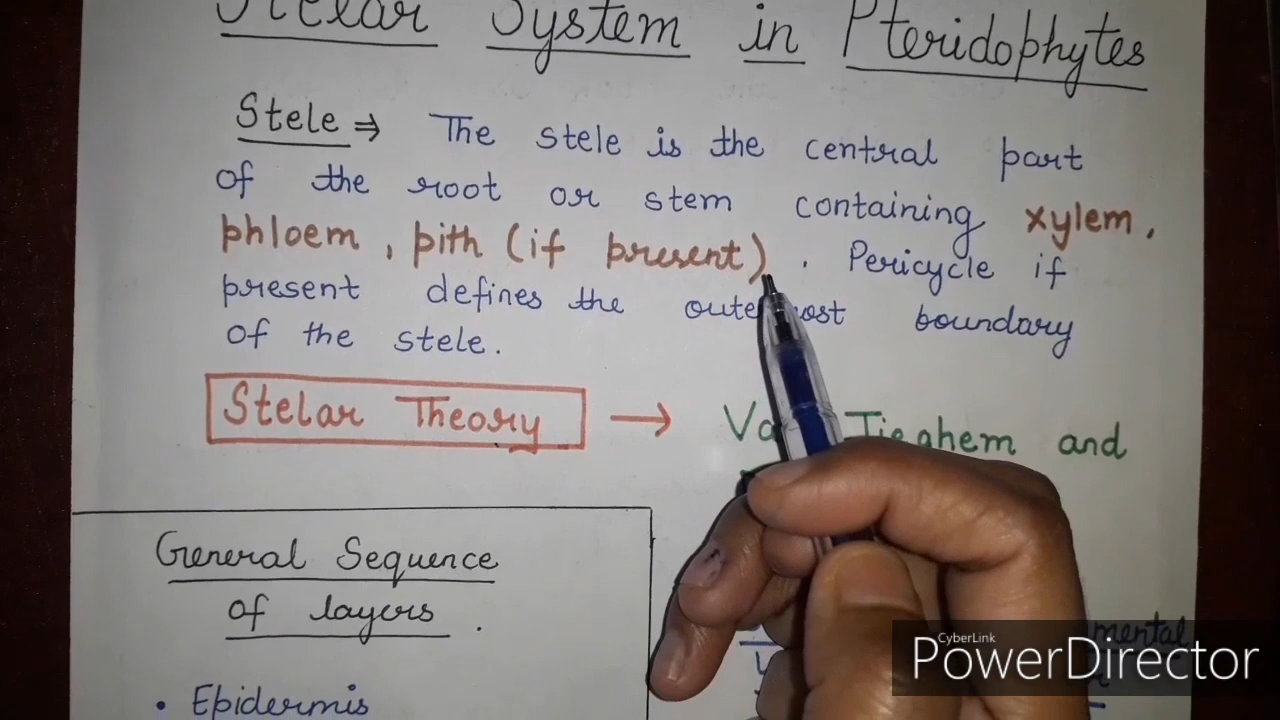 Stelar System in Pteridophytes
Stele ⇒ The stele is the central part
of the root or stem containing xylem,
phloem, pith (if present). Pericycle if
present defines the outermost boundary
of the stele.
Stelar Theory → Van Tieghem and
General Sequence
of layers.
• Epidermis
CyberLink
PowerDirector